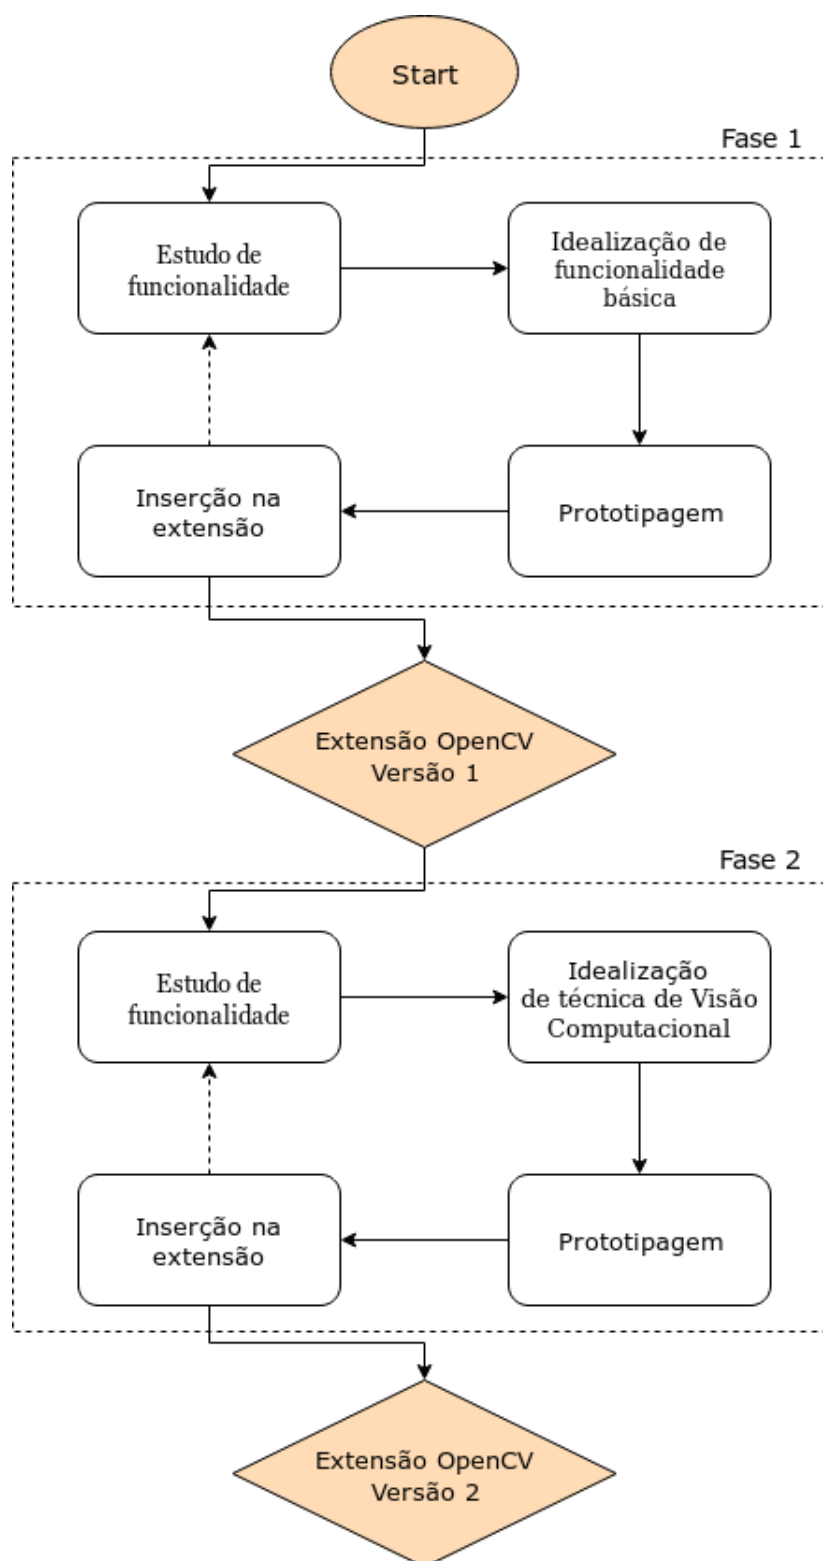 Start
Fase 1
Estudo de
funcionalidade
Idealização de
funcionalidade
básica
Inserção na
extensão
Prototipagem
Extensão OpenCV
Versão 1
Fase 2
Estudo de
funcionalidade
Idealização
de técnica de Visão
Computacional
Inserção na
extensão
Prototipagem
Extensão OpenCV
Versão 2